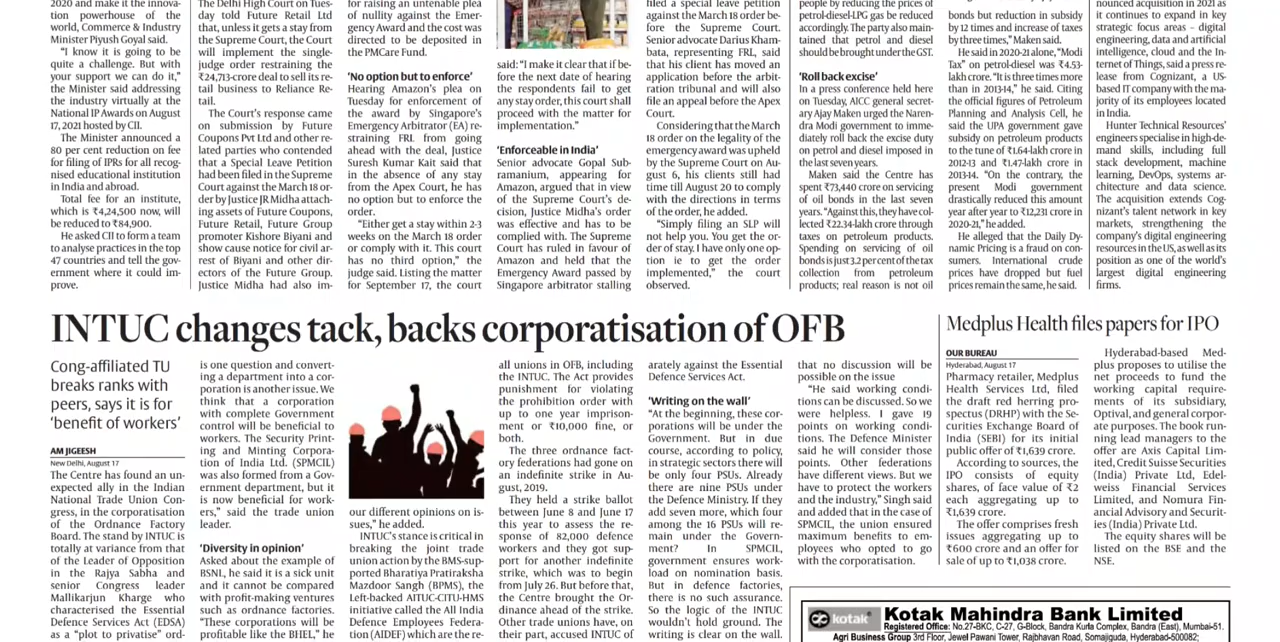 2020 and make it the innova-
tion powerhouse of the
world, Commerce & Industry
Minister Piyush Goyal said.
"I know it is going to be
quite a challenge. But with
your support we can do it,"
the Minister said addressing
the industry virtually at the
National IP Awards on August
17, 2021 hosted by CII.
The Minister announced a
80 per cent reduction on fee
for filing of IPRs for all recog-
nised educational institution
in India and abroad.
Total fee for an institute,
which is ₹4,24,500 now, will
be reduced to ₹84,900.
He asked CII to form a team
to analyse practices in the top
47 countries and tell the gov-
ernment where it could im-
prove.
The Delhi High Court on Tues-
day told Future Retail Ltd
that, unless it gets a stay from
the Supreme Court, the Court
will implement the single-
judge order restraining the
₹24,713-crore deal to sell its re-
tail business to Reliance Re-
tail.
The Court's response came
on submission by Future
Coupons Pvt Ltd and other re-
lated parties who contended
that a Special Leave Petition
had been filed in the Supreme
Court against the March 18 or-
der by Justice JR Midha attach-
ing assets of Future Coupons,
Future Retail, Future Group
promoter Kishore Biyani and
show cause notice for civil ar-
rest of Biyani and other dir-
ectors of the Future Group.
Justice Midha had also im-
for raising an untenable plea
of nullity against the Emer-
gency Award and the cost was
directed to be deposited in
the PMCare Fund.
'No option but to enforce'
Hearing Amazon's plea on
Tuesday for enforcement of
the award by Singapore's
Emergency Arbitrator (EA) re-
straining FRL from going
ahead with the deal, Justice
Suresh Kumar Kait said that
in the absence of any stay
from the Apex Court, he has
no option but to enforce the
order.
"Either get a stay within 2-3
weeks on the March 18 order
or comply with it. This court
has no third option," the
judge said. Listing the matter
for September 17, the court
said: "I make it clear that if be-
fore the next date of hearing
the respondents fail to get
any stay order, this court shall
proceed with the matter for
implementation."
'Enforceable in India'
Senior advocate Gopal Sub-
ramanium, appearing for
Amazon, argued that in view
of the Supreme Court's de-
cision, Justice Midha's order
was effective and has to be
complied with. The Supreme
court has ruled in favour of
Amazon and held that the
Emergency Award passed by
Singapore arbitrator stalling
filed a special leave petition
against the March 18 order be-
fore the Supreme Court.
Senior advocate Darius Kham-
bata, representing FRL, said
that his client has moved an
application before the arbit-
ration tribunal and will also
file an appeal before the Apex
Court.
Considering that the March
18 order on the legality of the
emergency award was upheld
by the Supreme Court on Au-
gust 6, his clients still had
time till August 20 to comply
with the directions in terms
of the order, he added.
"Simply filing an SLP will
not help you. You get the or-
der of stay. I have only one op-
tion ie to get the order
implemented," the court
observed.
people by reducing the prices of
petrol-diesel-LPG gas be reduced
accordingly. The party also main-
tained that petrol and diesel
should be brought under the GST.
'Roll back excise'
In a press conference held here
on Tuesday, AICC general secret-
ary Ajay Maken urged the Naren-
dra Modi government to imme-
diately roll back the excise duty
on petrol and diesel imposed in
the last seven years.
Maken said the Centre has
spent ₹73,440 crore on servicing
of oil bonds in the last seven
years. "Against this, they have col-
lected ₹22.34-lakh crore through
taxes on petroleum products.
Spending on servicing of oil
bonds is just 3.2 per cent of the tax
collection from petroleum
products; real reason is not oil
bonds but reduction in subsidy
by 12 times and increase of taxes
by three times," Maken said.
He said in 2020-21 alone, "Modi
Tax" on petrol-diesel was ₹4.53-
lakh crore. "It is three times more
than in 2013-14," he said. Citing
the official figures of Petroleum
Planning and Analysis Cell, he
said the UPA government gave
subsidy on petroleum products
to the tune of ₹1.64-lakh crore in
2012-13 and ₹1.47-lakh crore in
2013-14. "On the contrary, the
present Modi government
drastically reduced this amount
year after year to ₹12,231 crore in
2020-21," he added.
He alleged that the Daily Dy-
namic Pricing is a fraud on con-
sumers. International crude
prices have dropped but fuel
prices remain the same, he said.
nounced acquisition in 2021 as
it continues to expand in key
strategic focus areas - digital
engineering, data and artificial
intelligence, cloud and the In-
ternet of Things, said a press re-
lease from Cognizant, a US-
based IT company with the ma-
jority of its employees located
in India.
Hunter Technical Resources'
engineers specialise in high-de-
mand skills, including full
stack development, machine
learning, DevOps, systems ar-
chitecture and data science.
The acquisition extends Cog-
nizant's talent network in key
markets, strengthening the
company's digital engineering
resources in the US, as well as its
position as one of the world's
largest digital engineering
firms.
INTUC changes tack, backs corporatisation of OFB
Cong-affiliated TU
breaks ranks with
peers, says it is for
'benefit of workers'
AM JIGEESH
New Delhi, August 17
The Centre has found an un-
expected ally in the Indian
National Trade Union Con-
gress, in the corporatisation
of the Ordnance Factory
Board. The stand by INTUC is
totally at variance from that
of the Leader of Opposition
in the Rajya Sabha and
senior Congress leader
Mallikarjun Kharge who
characterised the Essential
Defence Services Act (EDSA)
as a "plot to privatise" ord-
is one question and convert-
ing a department into a cor-
poration is another issue. We
think that a corporation
with complete Government
control will be beneficial to
workers. The Security Print-
ing and Minting Corpora-
tion of India Ltd. (SPMCIL)
was also formed from a Gov-
ernment department, but it
is now beneficial for work-
ers," said the trade union
leader.
'Diversity in opinion'
Asked about the example of
BSNL, he said it is a sick unit
and it cannot be compared
with profit-making ventures
such as ordnance factories.
"These corporations will be
profitable like the BHEL," he
our different opinions on is-
sues," he added.
INTUC's stance is critical in
breaking the joint trade
union action by the BMS-sup-
ported Bharatiya Pratiraksha
Mazdoor Sangh (BPMS), the
Left-backed AITUC-CITU-HMS
initiative called the All India
Defence Employees Federa-
tion (AIDEF) which are the re-
all unions in OFB, including
the INTUC. The Act provides
punishment for violating
the prohibition order with
up to one year imprison-
ment or ₹10,000 fine, or
both.
The three ordnance fact-
ory federations had gone on
an indefinite strike in Au-
gust, 2019.
They held a strike ballot
between June 8 and June 17
this year to assess the re-
sponse of 82,000 defence
workers and they got sup-
port for another indefinite
strike, which was to begin
from July 26. But before that,
the Centre brought the Or-
dinance ahead of the strike.
Other trade unions have, on
their part, accused INTUC of
arately against the Essential
Defence Services Act.
'Writing on the wall'
"At the beginning, these cor-
porations will be under the
Government. But in due
course, according to policy,
in strategic sectors there will
be only four PSUs. Already
there are nine PSUs under
the Defence Ministry. If they
add seven more, which four
among the 16 PSUs will re-
main under the Govern-
ment? In SPMCIL,
government ensures work-
load on nomination basis.
But in defence factories,
there is no such assurance.
So the logic of the INTUC
wouldn't hold ground. The
writing is clear on the wall.
that no discussion will be
possible on the issue
"He said working condi-
tions can be discussed. So we
were helpless. I gave 19
points on working condi-
tions. The Defence Minister
said he will consider those
points. Other federations
have different views. But we
have to protect the workers
and the industry," Singh said
and added that in the case of
SPMCIL, the union ensured
maximum benefits to em-
ployees who opted to go
with the corporatisation.
Medplus Health files papers for IPO
OUR BUREAU
Hyderabad, August 17
Pharmacy retailer, Medplus
Health Services Ltd, filed
the draft red herring pro-
spectus (DRHP) with the Se-
curities Exchange Board of
India (SEBI) for its initial
public offer of ₹1,639 crore.
According to sources, the
IPO consists of equity
shares, of face value of ₹2
each aggregating up to
₹1,639 crore.
The offer comprises fresh
issues aggregating up to
₹600 crore and an offer for
sale of up to ₹1,038 crore.
Hyderabad-based Med-
plus proposes to utilise the
net proceeds to fund the
working capital require-
ments of its subsidiary,
Optival, and general corpor-
ate purposes. The book run-
ning lead managers to the
offer are Axis Capital Lim-
ited, Credit Suisse Securities
(India) Private Ltd, Edel-
weiss Financial Services
Limited, and Nomura Fin-
ancial Advisory and Securit-
ies (India) Private Ltd.
The equity shares will be
listed on the BSE and the
NSE.
kotak
Kotak Mahindra Bank Limited
Registered Office: No.27-BKC, C-27, G-Block, Bandra Kurla Complex, Bandra (East), Mumbai-51.
Agri Business Group 3rd Floor, Jewel Pawani Tower, Rajbhavan Road, Somajiguda, Hyderabad-500082;